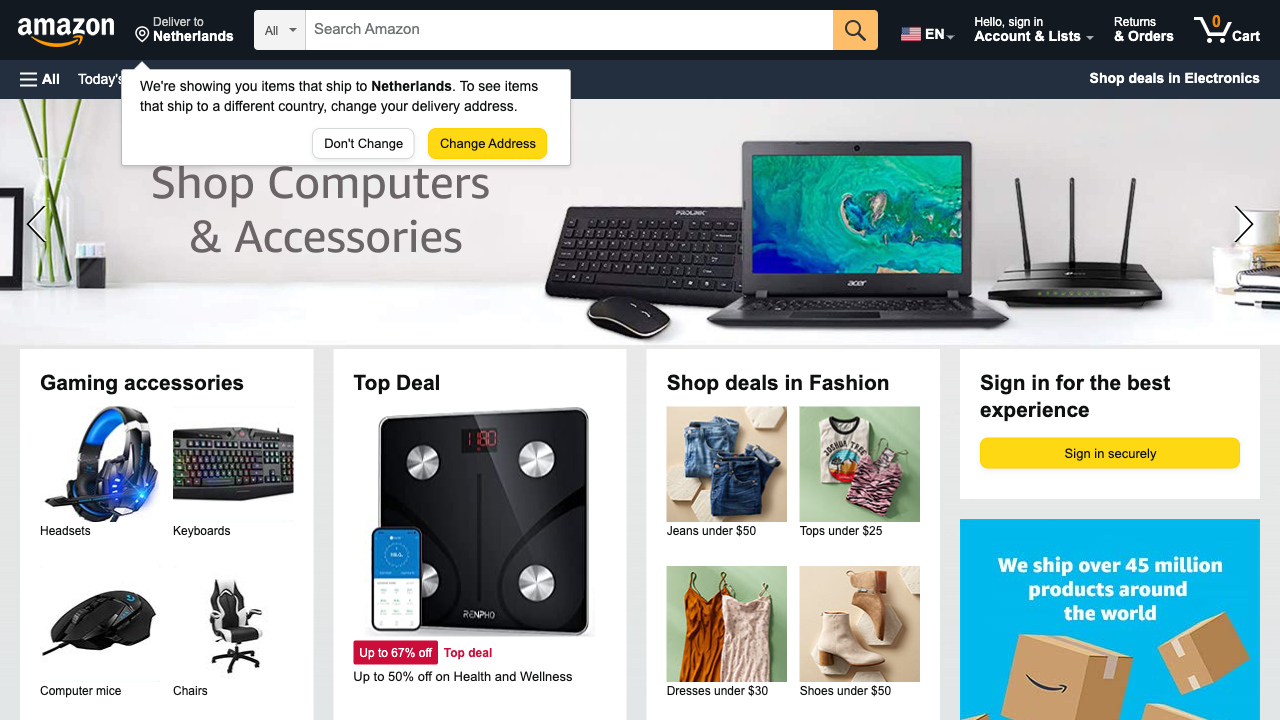 amazon
Deliver to
Netherlands
All
Search Amazon
EN
Hello, sign in
Account & Lists
Returns
& Orders
0
Cart
All
Today's
Shop deals in Electronics
We're showing you items that ship to Netherlands. To see items
that ship to a different country, change your delivery address.
Don't Change
Change Address
Shop Computers
& Accessories
PROLINK
acer
Gaming accessories
Headsets
Keyboards
Computer mice
Chairs
Top Deal
RENPHO
Up to 67% off
Top deal
Up to 50% off on Health and Wellness
Shop deals in Fashion
JOSHUA TREE
Jeans under $50
Tops under $25
Dresses under $30
Shoes under $50
Sign in for the best
experience
Sign in securely
We ship over 45 million
products around
the world